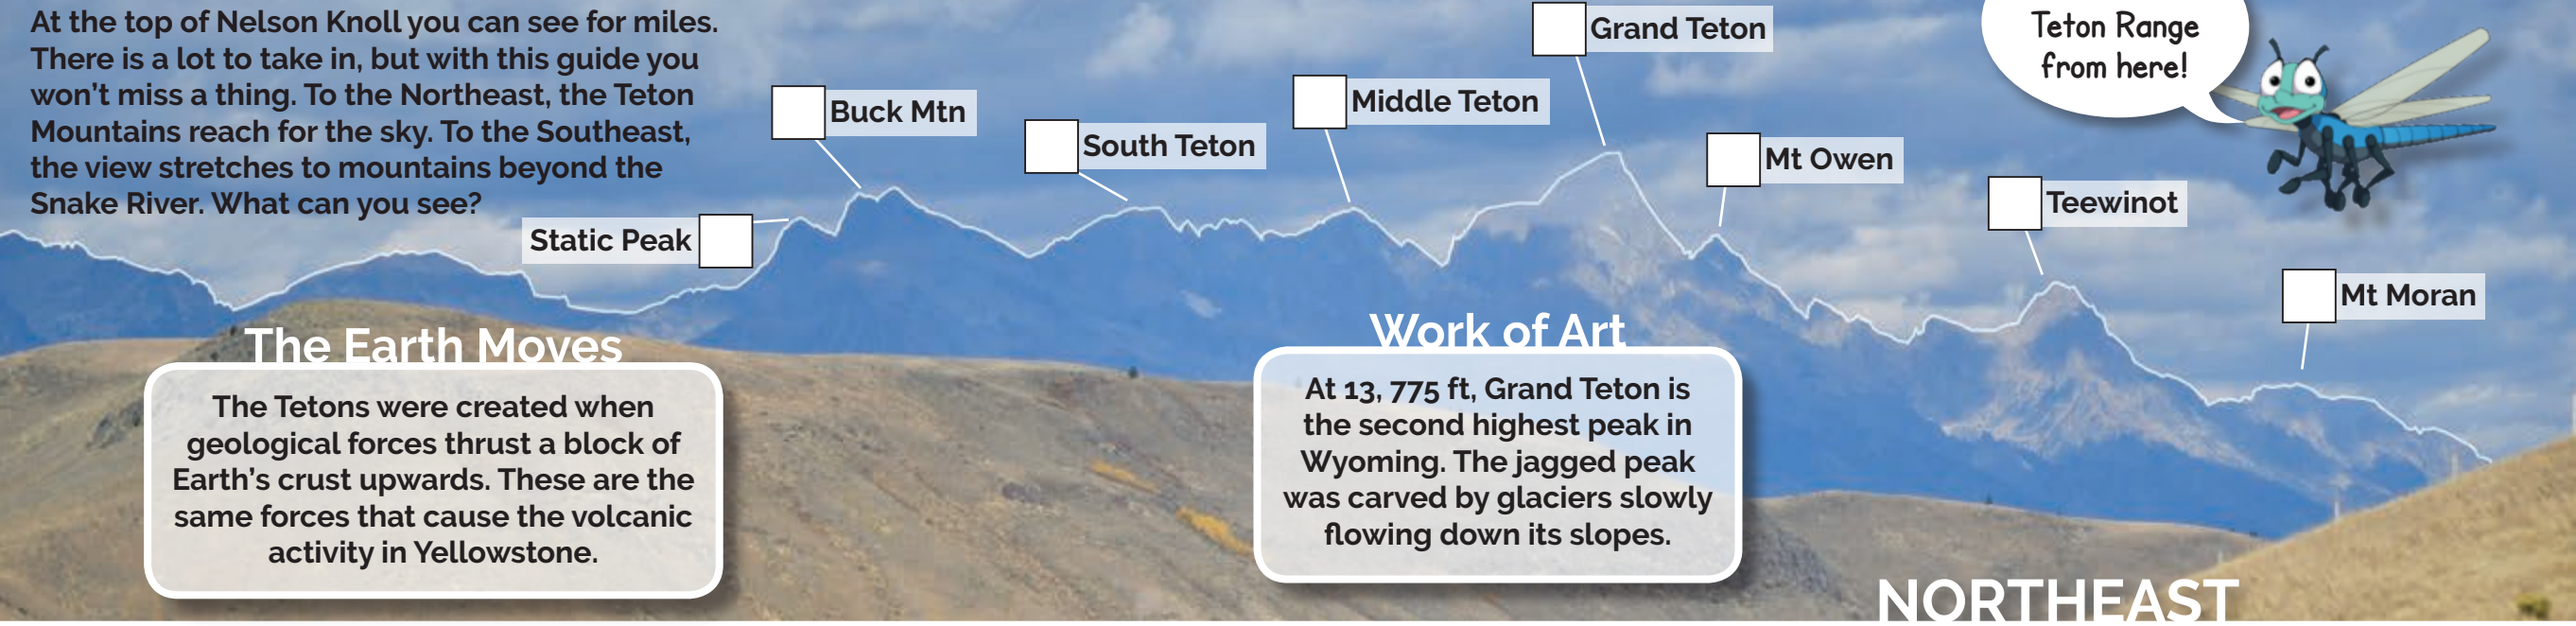 At the top of Nelson Knoll you can see for miles.
There is a lot to take in, but with this guide you
won't miss a thing. To the Northeast, the Teton
Mountains reach for the sky. To the Southeast,
the view stretches to mountains beyond the
Snake River. What can you see?
Static Peak
Buck Mtn
South Teton
Middle Teton
Grand Teton
Mt Owen
Teewinot
Mt Moran
Teton Range
from here!
The Earth Moves
The Tetons were created when
geological forces thrust a block of
Earth's crust upwards. These are the
same forces that cause the volcanic
activity in Yellowstone.
Work of Art
At 13, 775 ft, Grand Teton is
the second highest peak in
Wyoming. The jagged peak
was carved by glaciers slowly
flowing down its slopes.
NORTHEAST